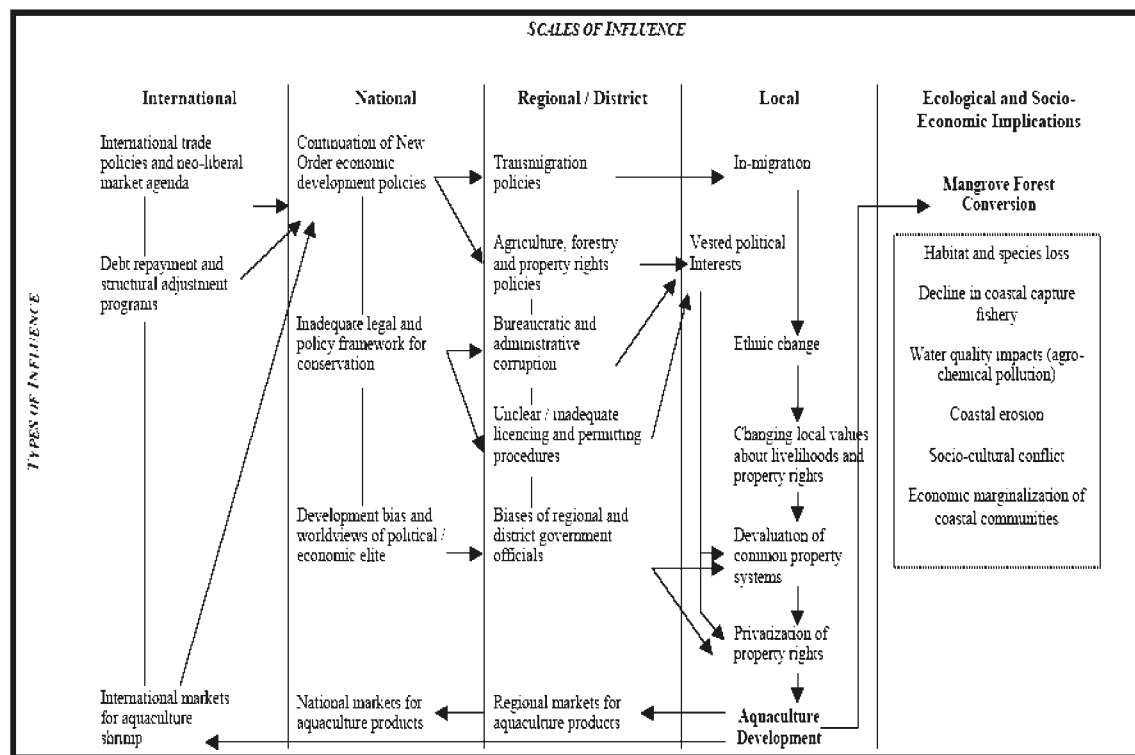 SCALES OF INFLUENCE
TYPES OF INFLUENCE
International
International trade
policies and neo-liberal
market agenda
Debt repayment and
structural adjustment
programs
International markets
for aquaculture
shrimp
National
Continuation of New
Order economic
development policies
Inadequate legal and
policy framework for
conservation
Development bias and
worldviews of political /
economic elite
National markets for
aquaculture products
Regional / District
Transmigration
policies
Agriculture, forestry
and property rights
policies
Bureaucratic and
administrative
corruption
Unclear / inadequate
licencing and permitting
procedures
Biases of regional and
district government
officials
Regional markets for
aquaculture products
Local
In-migration
Vested political
Interests
Ethnic change
Changing local values
about livelihoods and
property rights
Devaluation of
common property
systems
Privatization of
property rights
Aquaculture
Development
Ecological and Socio-
Economic Implications
Mangrove Forest
Conversion
Habitat and species loss
Decline in coastal capture
fishery
Water quality impacts (agro-
chemical pollution)
Coastal erosion
Socio-cultural conflict
Economic marginalization of
coastal communities